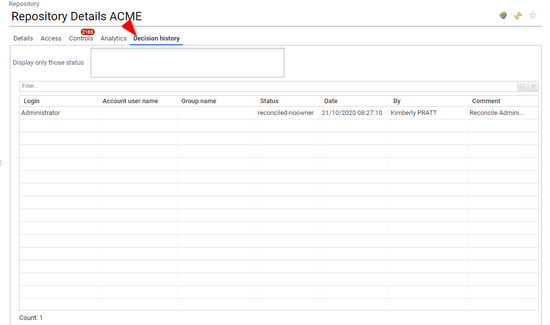 Repository
Repository Details ACME
Details Access Controls 2165 Analytics Decision history
Display only those status
Filter...
Login Account user name Group name Status Date By Comment
Administrator reconciled-noowner 21/10/2020 08:27:10 Kimberly PRATT Reconcile Admini...
Count: 1